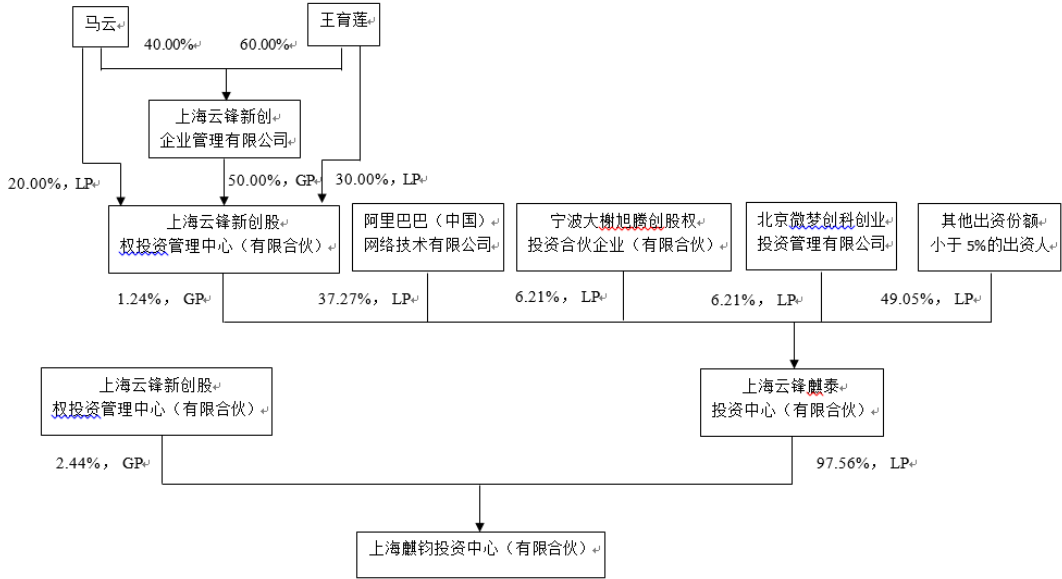 马云
王育莲
40.00%
60.00%
上海云锋新创
企业管理有限公司
20.00%，LP
50.00%，GP
30.00%，LP
上海云锋新创股
权投资管理中心（有限合伙）
阿里巴巴（中国）
网络技术有限公司
宁波大榭旭腾创股权
投资合伙企业（有限合伙）
北京微梦创科创业
投资管理有限公司
其他出资份额
小于 5%的出资人
1.24%， GP
37.27%， LP
6.21%， LP
6.21%， LP
49.05%， LP
上海云锋新创股
权投资管理中心（有限合伙）
上海云锋麒泰
投资中心（有限合伙）
2.44%， GP
97.56%， LP
上海麒钧投资中心（有限合伙）